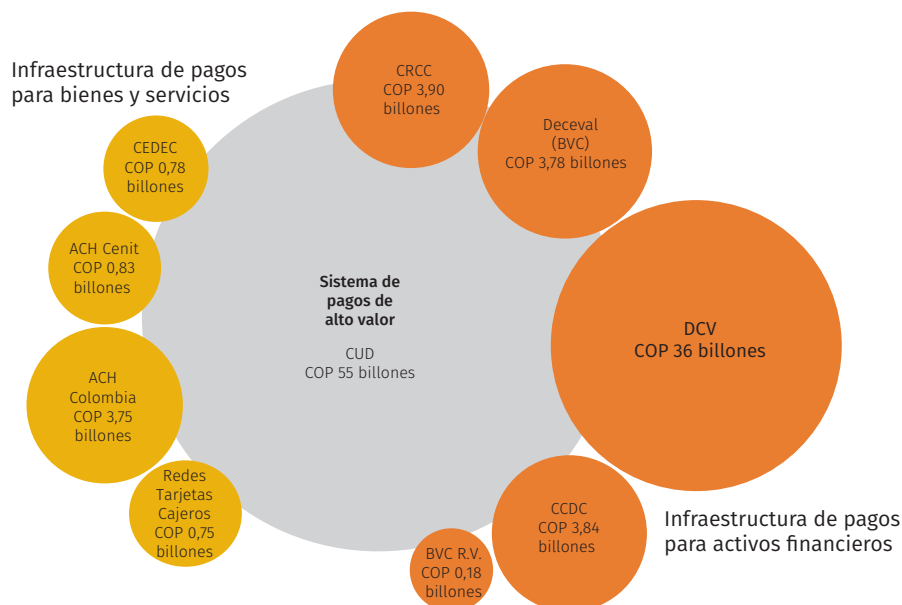 Infraestructura de pagos
para bienes y servicios
CEDEC
COP 0,78
billones
ACH Cenit
COP 0,83
billones
ACH
Colombia
COP 3,75
billones
Redes
Tarjetas
Cajeros
COP 0,75
billones
Sistema de
pagos de
alto valor
CUD
COP 55 billones
CRCC
COP 3,90
billones
Deceval
(BVC)
COP 3,78 billones
DCV
COP 36 billones
CCDC
COP 3,84
billones
BVC R.V.
COP 0,18
billones
Infraestructura de pagos
para activos financieros